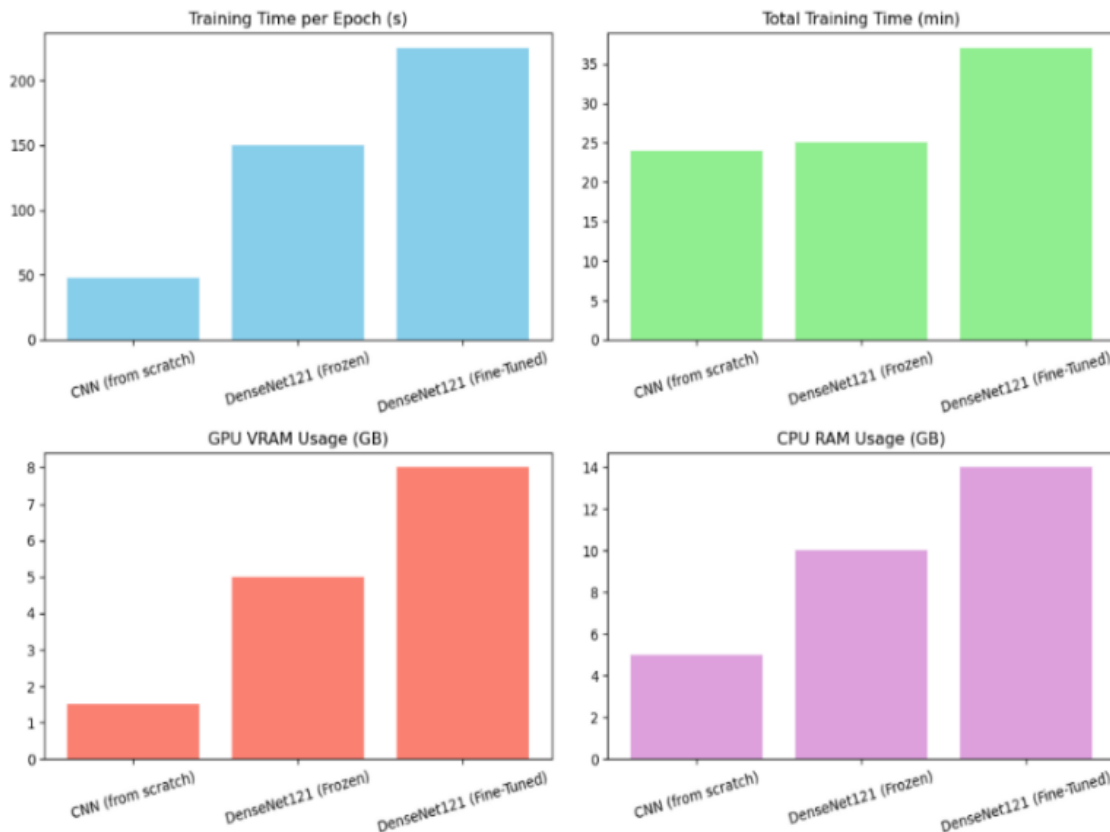 Training Time per Epoch (s)
200
150
100
50
0
CNN (from scratch)
DenseNet121 (Frozen)
DenseNet121 (Fine-Tuned)
Total Training Time (min)
35
30
25
20
15
10
5
0
CNN (from scratch)
DenseNet121 (Frozen)
DenseNet121 (Fine-Tuned)
GPU VRAM Usage (GB)
8
7
6
5
4
3
2
1
0
CNN (from scratch)
DenseNet121 (Frozen)
DenseNet121 (Fine-Tuned)
CPU RAM Usage (GB)
14
12
10
8
6
4
2
0
CNN (from scratch)
DenseNet121 (Frozen)
DenseNet121 (Fine-Tuned)